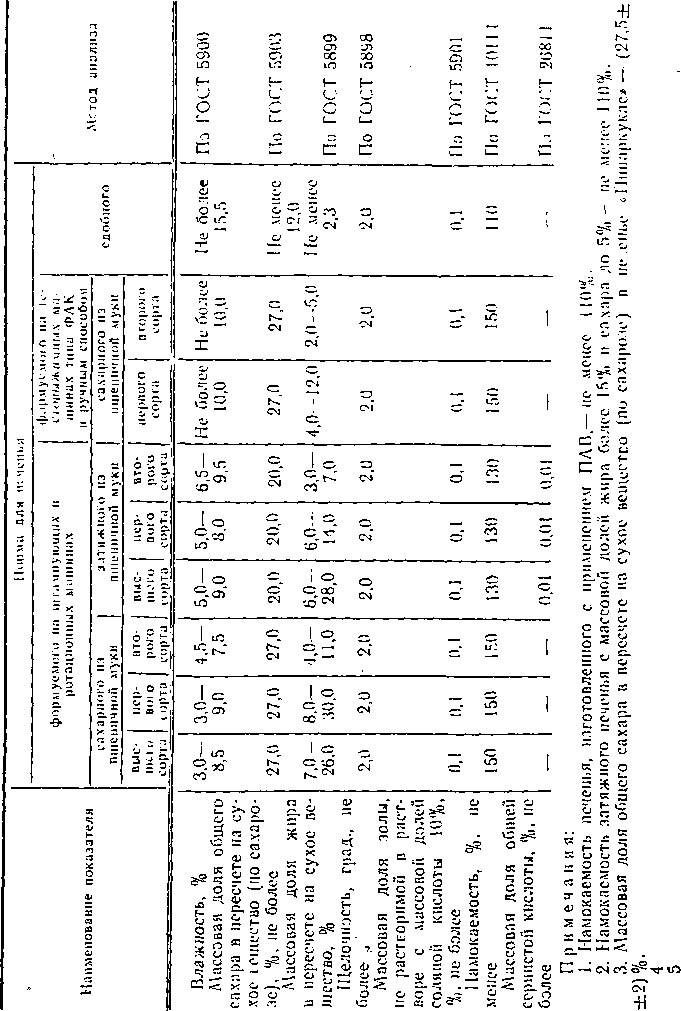 Наименование показателя
Норма для печенья
Метод анализа
формуемого на штампующих и ротационных машинах
формуемого на тестовыжимных машинах типа ФАК и ручным способом
сдобного
сахарного из пшеничной муки
затяжного из пшеничной муки
сахарного из пшеничной муки
высшего сорта
первого сорта
второго сорта
высшего сорта
первого сорта
второго сорта
первого сорта
второго сорта
Влажность, % 3,0—8,5 3,0—9,0 4,5—7,5 5,0—9,0 5,0—8,0 6,5—9,5 Не более 10,0 Не более 10,0 Не более 15,5 По ГОСТ 5900
Массовая доля общего сахара в пересчете на сухое вещество (по сахарозе), %, не более 27,0 27,0 27,0 20,0 20,0 20,0 27,0 27,0 Не менее 12,0 По ГОСТ 5903
Массовая доля жира в пересчете на сухое вещество, % 7,0—26,0 8,0—30,0 4,0—11,0 6,0—28,0 6,0—14,0 3,0—7,0 4,0—12,0 2,0—5,0 Не менее 2,3 По ГОСТ 5899
Щелочность, град., не более 2,0 2,0 2,0 2,0 2,0 2,0 2,0 2,0 2,0 По ГОСТ 5898
Массовая доля золы, не растворимой в растворе с массовой долей соляной кислоты 10%, %, не более 0,1 0,1 0,1 0,1 0,1 0,1 0,1 0,1 0,1 По ГОСТ 5901
Намокаемость, %, не менее 150 150 150 130 130 130 150 150 110 По ГОСТ 10114
Массовая доля общей сернистой кислоты, %, не более — — — 0,01 0,01 0,01 — — — По ГОСТ 26811
Примечания:
1. Намокаемость печенья, изготовленного с применением ПАВ,— не менее 110%.
2. Намокаемость затяжного печенья с массовой долей жира более 15% и сахара до 5% — не менее 110%.
3. Массовая доля общего сахара в пересчете на сухое вещество (по сахарозе) в печенье «Пипаркукас» — (27,5±
±2) %.
4
5